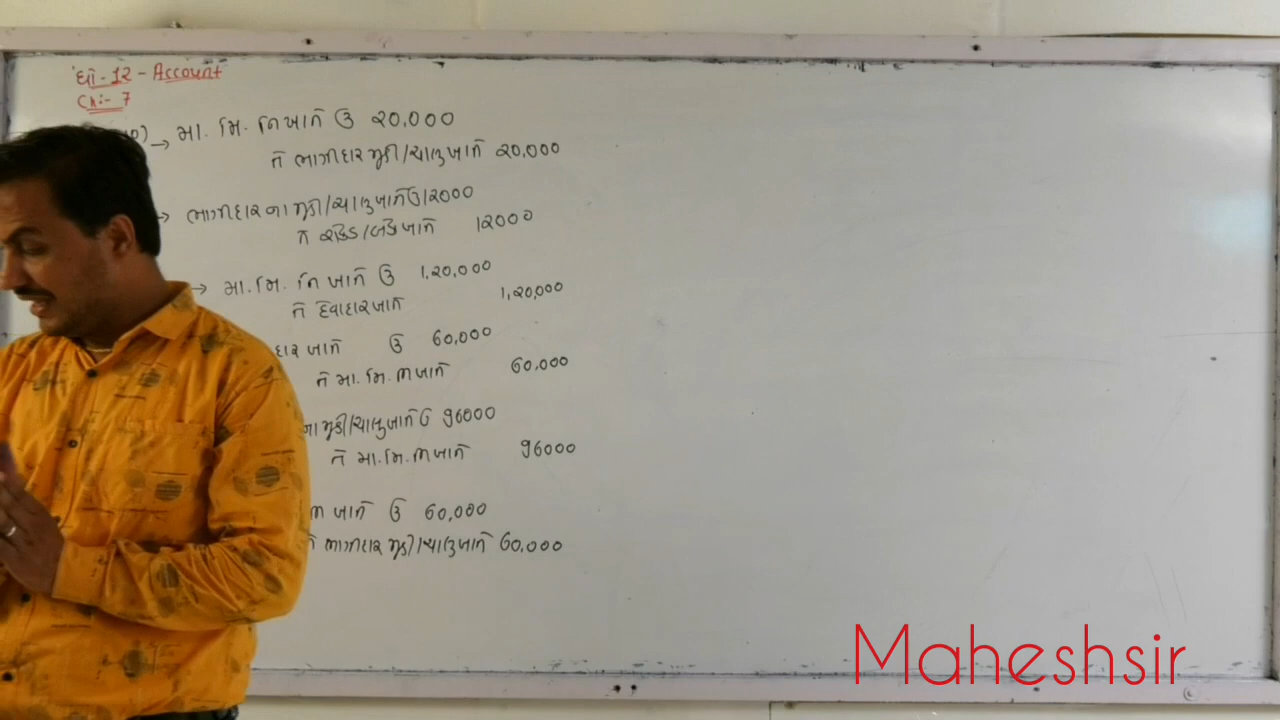 ધો - 12 - Account
Ch:- 7
→ મા. મિ. નિ ખાતે ઉ 20,000
તે ભાગીદાર મૂડી/ચાલુ ખાતે 20,000
ભાગીદારના મૂડી/ચાલુ ખાતે ઉ 12000
તે રોકડ/બેંક ખાતે 12000
→ મા. મિ. નિ ખાતે ઉ 1,20,000
તે દેવાદાર ખાતે 1,20,000
દાર ખાતે ઉ 60,000
તે મા. મિ. ખાતે 60,000
ના મૂડી/ચાલુ ખાતે ઉ 96000
તે મા. મિ. ખાતે 96000
ખાતે ઉ 60,000
તે ભાગીદાર મૂડી/ચાલુ ખાતે 60,000
Maheshsir